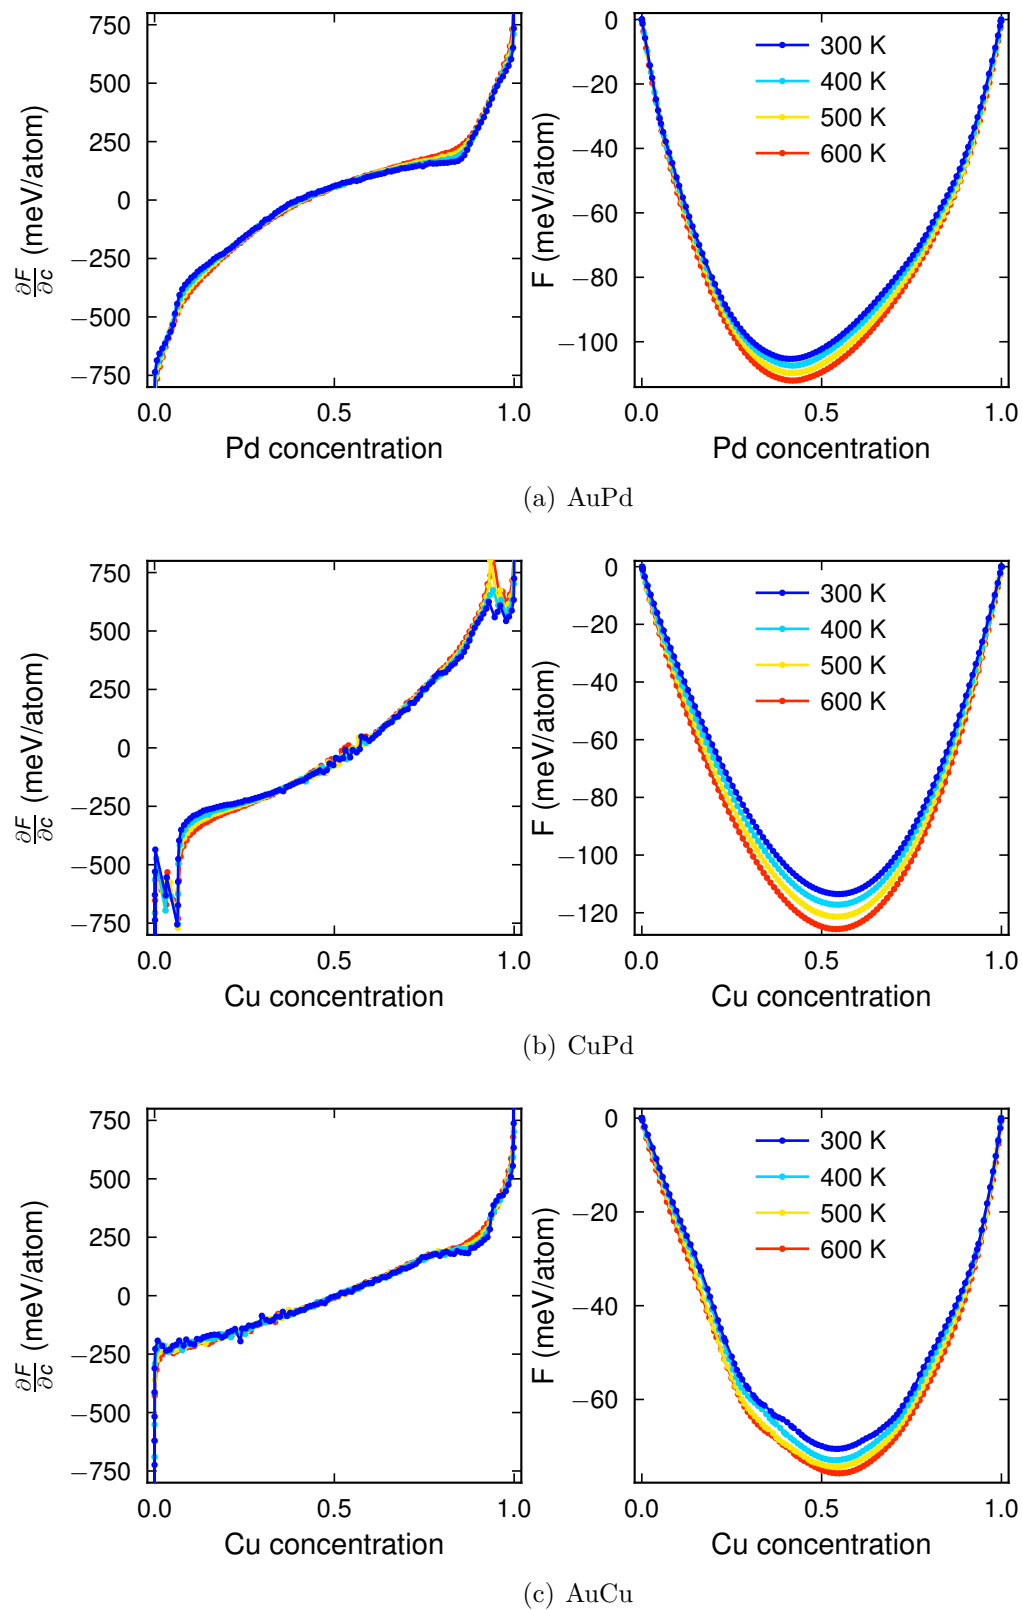 750
500
250
0
−250
−500
−750
∂F/∂c (meV/atom)
0.0 0.5 1.0
Pd concentration
0
−20
−40
−60
−80
−100
F (meV/atom)
300 K
400 K
500 K
600 K
0.0 0.5 1.0
Pd concentration
(a) AuPd
750
500
250
0
−250
−500
−750
∂F/∂c (meV/atom)
0.0 0.5 1.0
Cu concentration
0
−20
−40
−60
−80
−100
−120
F (meV/atom)
300 K
400 K
500 K
600 K
0.0 0.5 1.0
Cu concentration
(b) CuPd
750
500
250
0
−250
−500
−750
∂F/∂c (meV/atom)
0.0 0.5 1.0
Cu concentration
0
−20
−40
−60
F (meV/atom)
300 K
400 K
500 K
600 K
0.0 0.5 1.0
Cu concentration
(c) AuCu